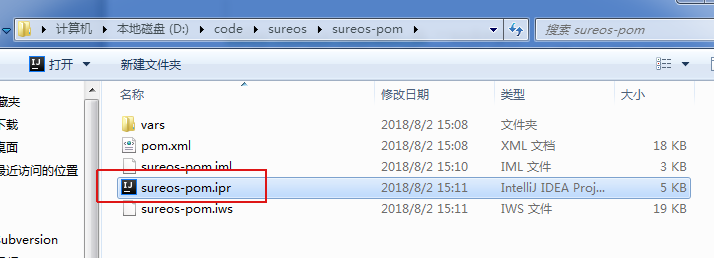 计算机 ▸ 本地磁盘 (D:) ▸ code ▸ sureos ▸ sureos-pom ▸
搜索 sureos-pom
打开 新建文件夹
名称 修改日期 类型 大小
vars 2018/8/2 15:08 文件夹
pom.xml 2018/8/2 15:08 XML 文档 18 KB
sureos-pom.iml 2018/8/2 15:10 IML 文件 3 KB
sureos-pom.ipr 2018/8/2 15:11 IntelliJ IDEA Proj... 5 KB
sureos-pom.iws 2018/8/2 15:11 IWS 文件 19 KB
藏夹
下载
桌面
最近访问的位置
subversion